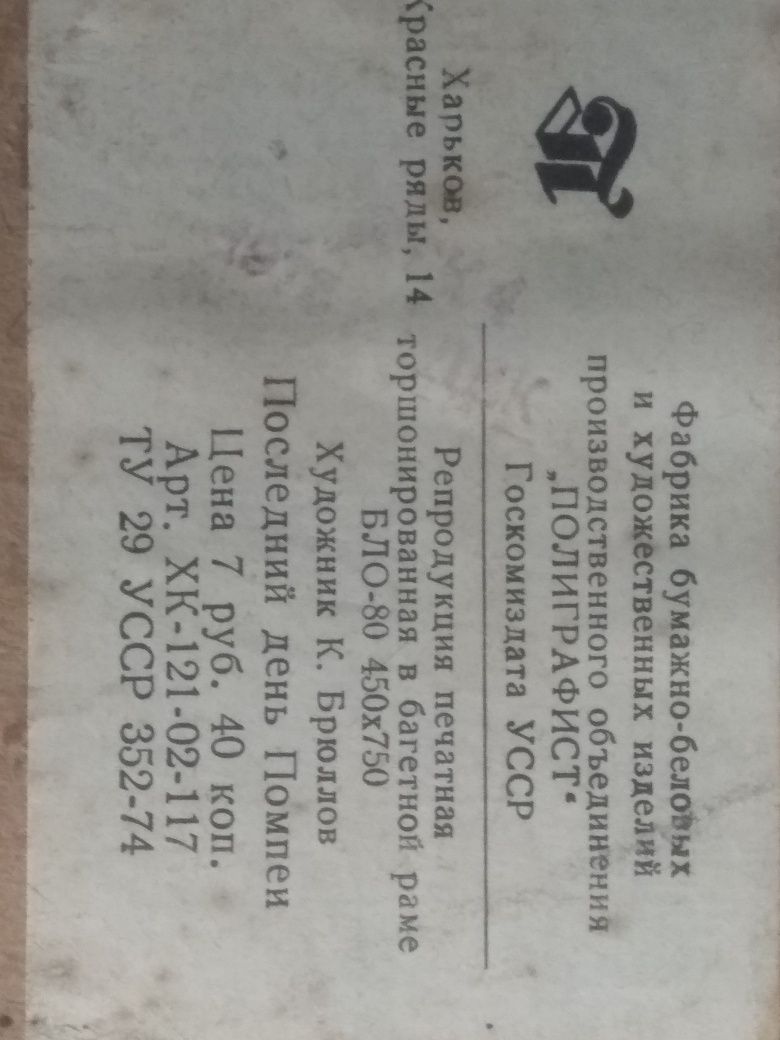 Фабрика бумажно-беловых
и художественных изделий
производственного объединения
„ПОЛИГРАФИСТ“
Госкомиздата УССР
Харьков,
Красные ряды, 14
Репродукция печатная
торшонированная в багетной раме
БЛО-80 450х750
Художник К. Брюллов
Последний день Помпеи
Цена 7 руб. 40 коп.
Арт. ХК-121-02-117
ТУ 29 УССР 352-74